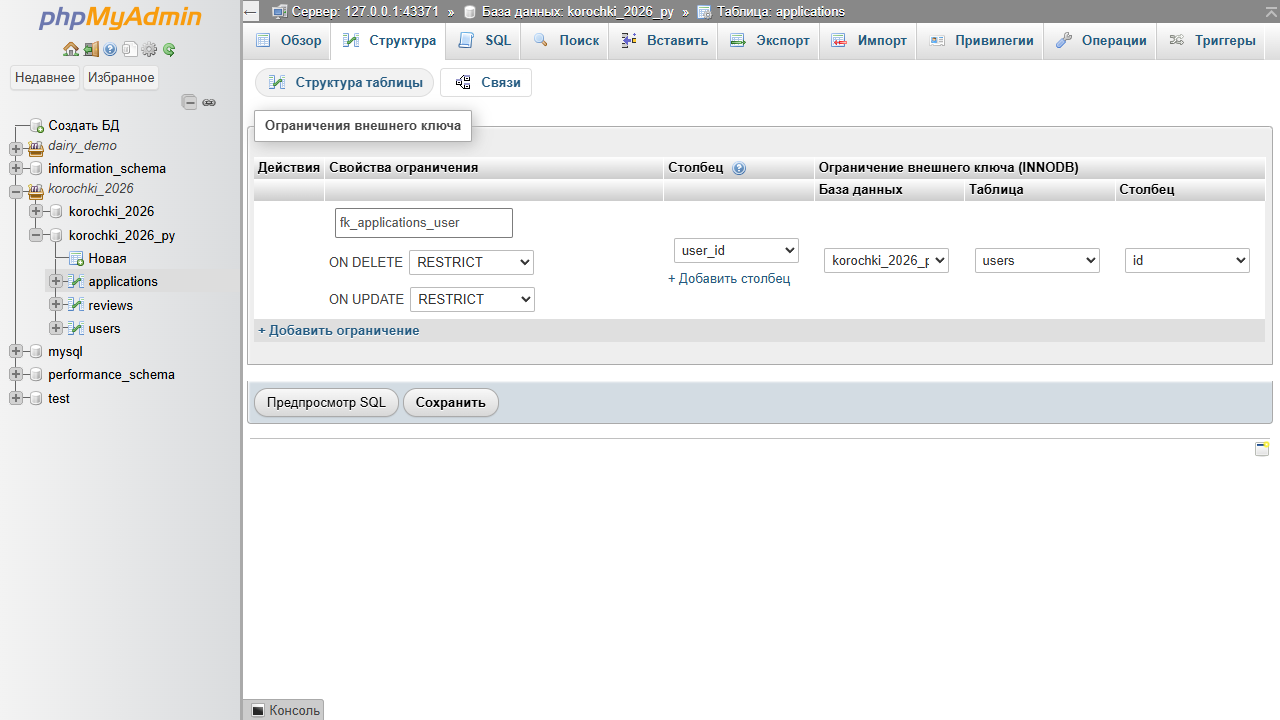 phpMyAdmin
Недавнее Избранное
Создать БД
dairy_demo
information_schema
korochki_2026
korochki_2026
korochki_2026_py
Новая
applications
reviews
users
mysql
performance_schema
test
Сервер: 127.0.0.1:43371 » База данных: korochki_2026_py » Таблица: applications
Обзор Структура SQL Поиск Вставить Экспорт Импорт Привилегии Операции Триггеры
Структура таблицы Связи
Ограничения внешнего ключа
Действия Свойства ограничения Столбец Ограничение внешнего ключа (INNODB)
База данных Таблица Столбец
fk_applications_user
ON DELETE RESTRICT
ON UPDATE RESTRICT
user_id
+ Добавить столбец
korochki_2026_p users id
+ Добавить ограничение
Предпросмотр SQL Сохранить
Консоль